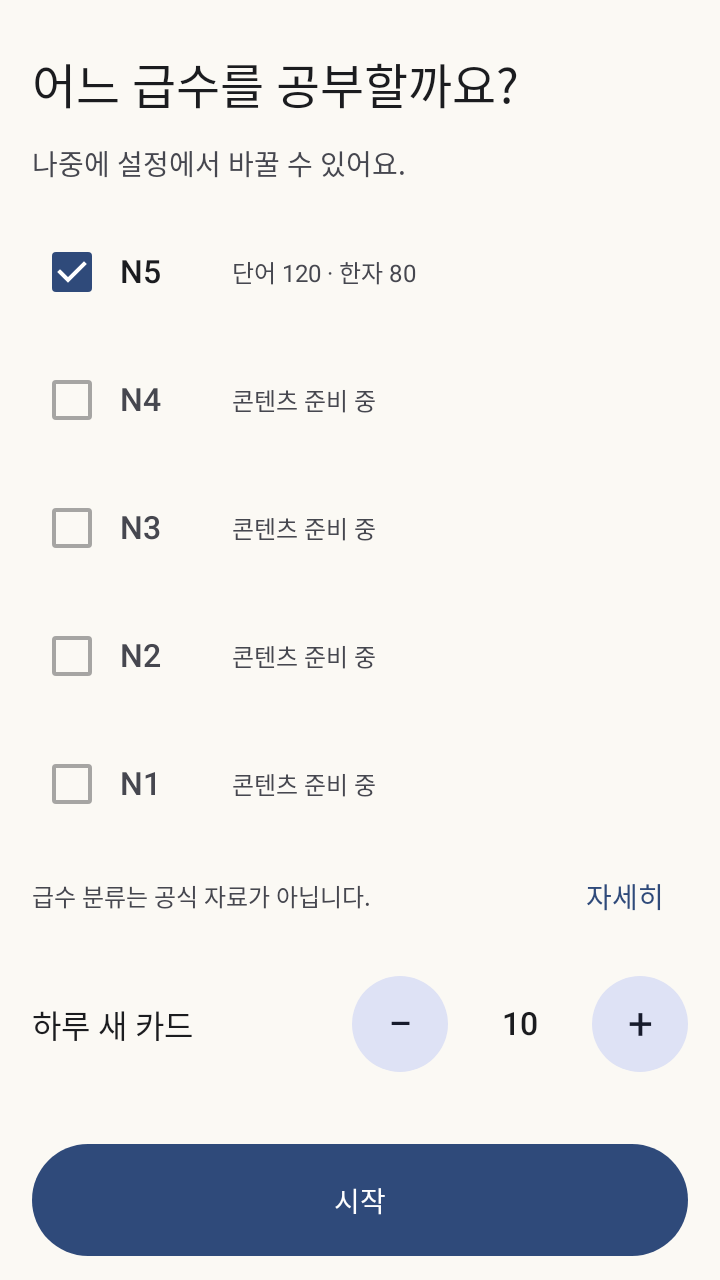 어느 급수를 공부할까요?
나중에 설정에서 바꿀 수 있어요.
N5 단어 120 · 한자 80
N4 콘텐츠 준비 중
N3 콘텐츠 준비 중
N2 콘텐츠 준비 중
N1 콘텐츠 준비 중
급수 분류는 공식 자료가 아닙니다. 자세히
하루 새 카드 − 10 +
시작